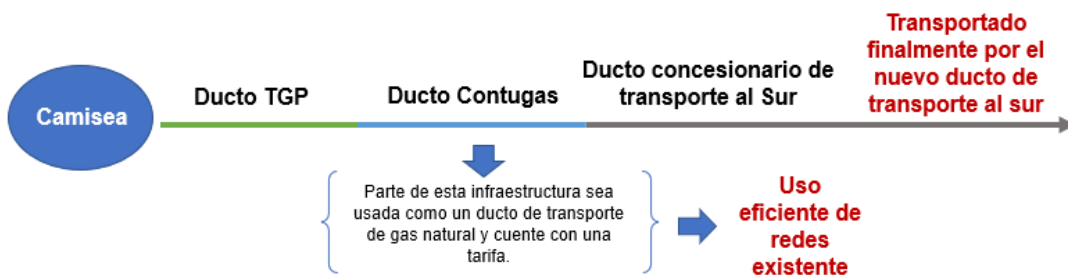 Transportado
finalmente por el
nuevo ducto de
transporte al sur
Ducto concesionario de
transporte al Sur
Ducto TGP
Ducto Contugas
Camisea
Parte de esta infraestructura sea
usada como un ducto de transporte
de gas natural y cuente con una
tarifa.
Uso
eficiente de
redes
existente